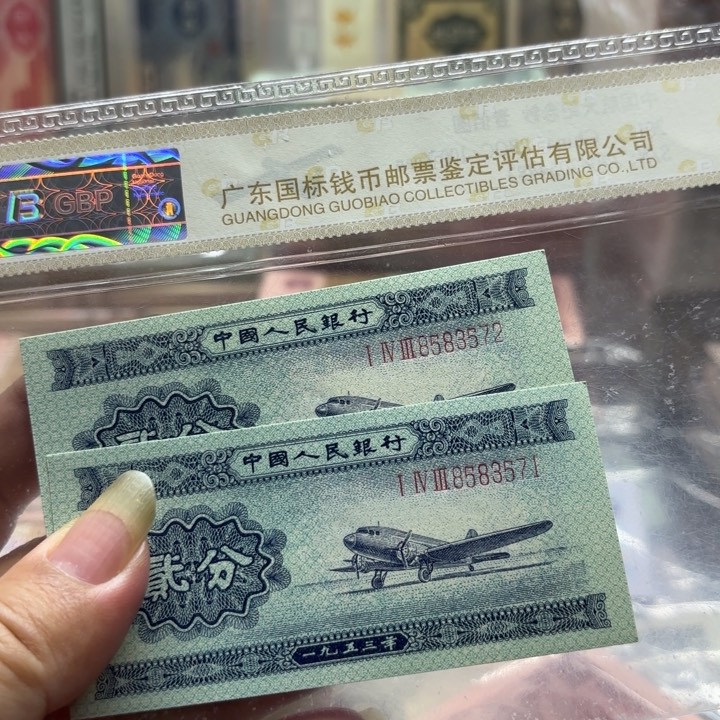 GBP
广东国标钱币邮票鉴定评估有限公司
GUANGDONG GUOBIAO COLLECTIBLES GRADING CO.,LTD
中國人民銀行
I IV III 8583572
中國人民銀行
I IV III 8583571
貳分
一九五三年